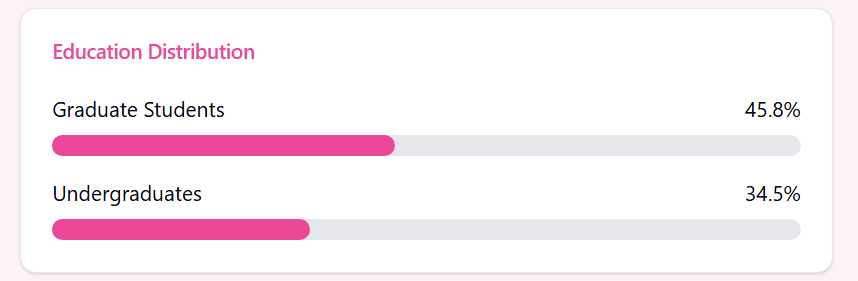 Education Distribution
Graduate Students 45.8%
Undergraduates 34.5%